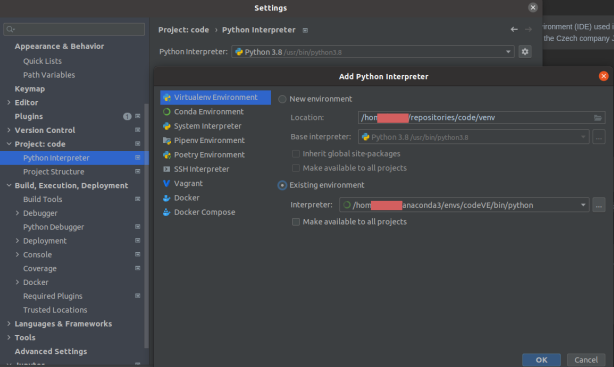 Settings
ironment (IDE) used i
the Czech company J
Appearance & Behavior
Quick Lists
Path Variables
Keymap
Editor
Plugins 1
Version Control
Project: code
Python Interpreter
Project Structure
Build, Execution, Deployment
Build Tools
Debugger
Python Debugger
Deployment
Console
Coverage
Docker
Required Plugins
Trusted Locations
Languages & Frameworks
Tools
Advanced Settings
Project: code › Python Interpreter
Python Interpreter: Python 3.8 /usr/bin/python3.8
Add Python Interpreter
Virtualenv Environment
Conda Environment
System Interpreter
Pipenv Environment
Poetry Environment
SSH Interpreter
Vagrant
Docker
Docker Compose
New environment
Location: /hom /repositories/code/venv
Base interpreter: Python 3.8 /usr/bin/python3.8 ...
Inherit global site-packages
Make available to all projects
Existing environment
Interpreter: /hom anaconda3/envs/codeVE/bin/python ...
Make available to all projects
OK Cancel